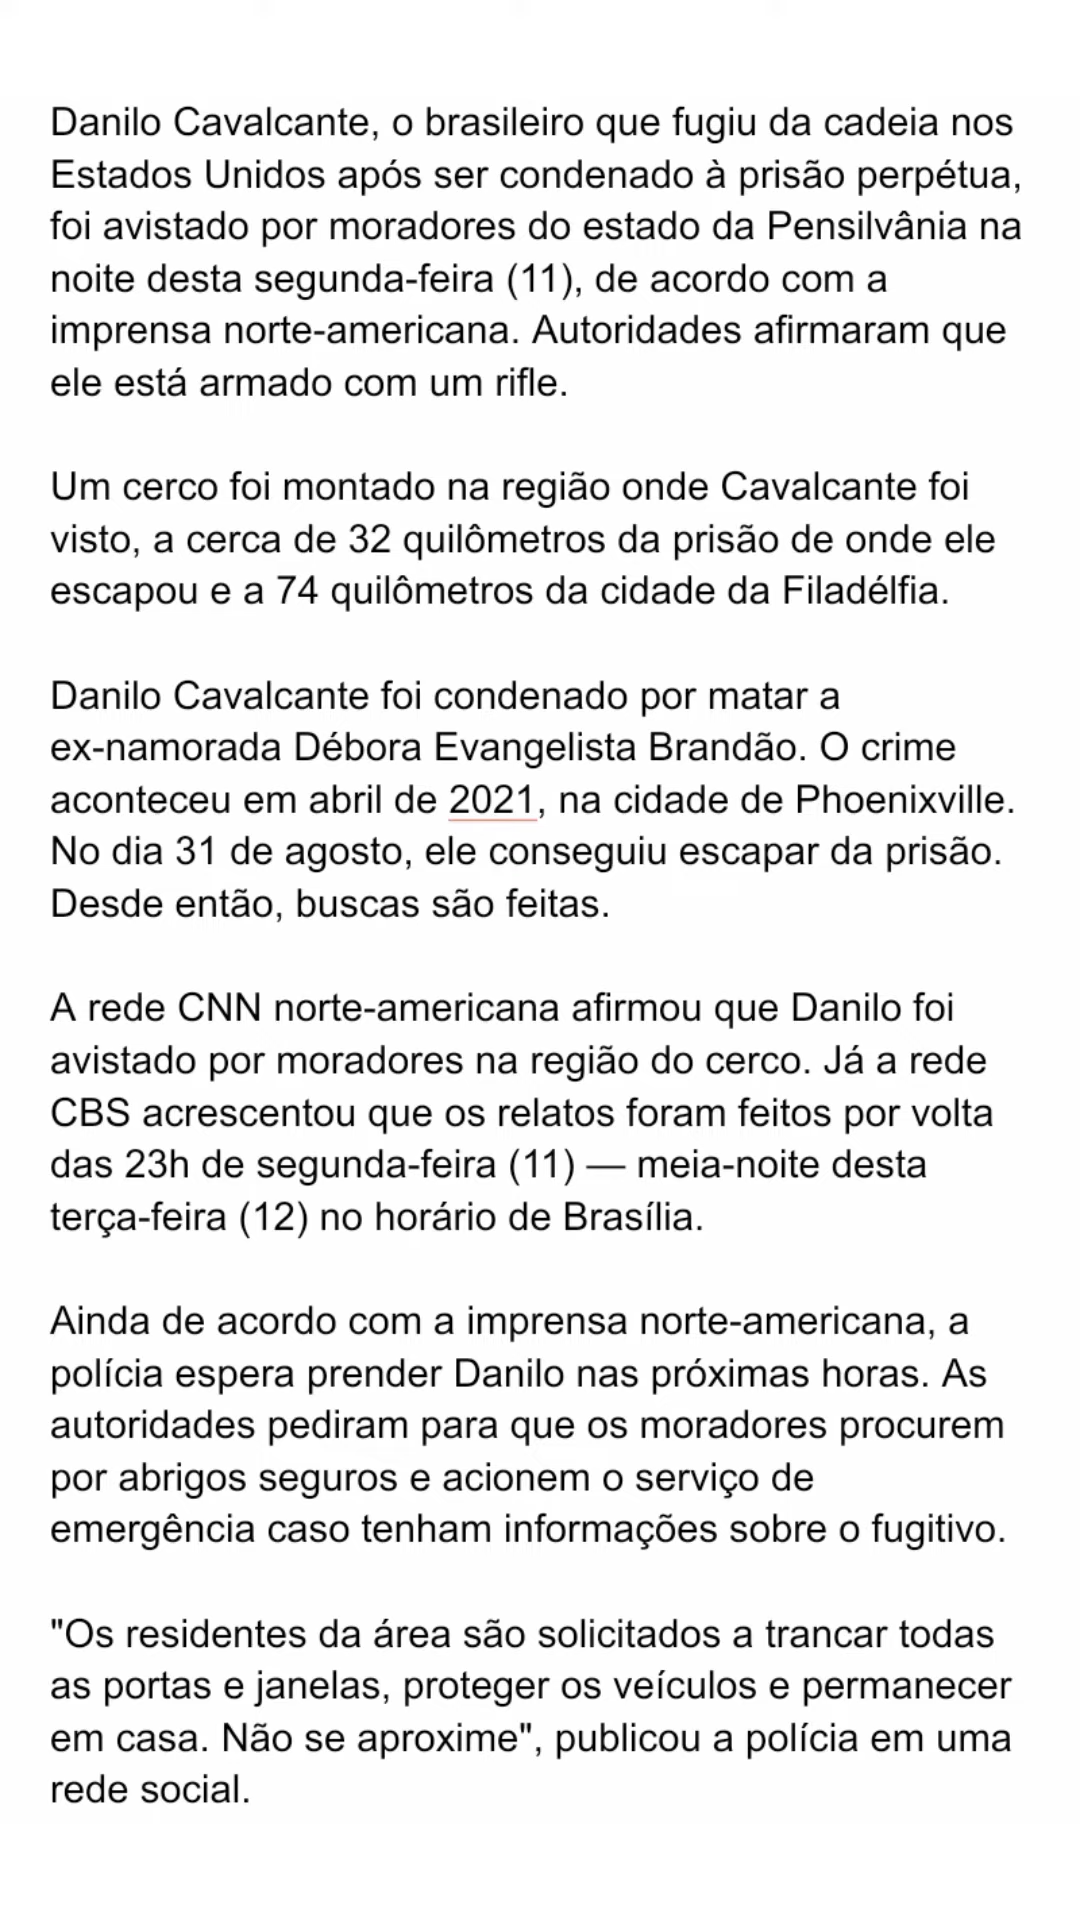 Danilo Cavalcante, o brasileiro que fugiu da cadeia nos
Estados Unidos após ser condenado à prisão perpétua,
foi avistado por moradores do estado da Pensilvânia na
noite desta segunda-feira (11), de acordo com a
imprensa norte-americana. Autoridades afirmaram que
ele está armado com um rifle.
Um cerco foi montado na região onde Cavalcante foi
visto, a cerca de 32 quilômetros da prisão de onde ele
escapou e a 74 quilômetros da cidade da Filadélfia.
Danilo Cavalcante foi condenado por matar a
ex-namorada Débora Evangelista Brandão. O crime
aconteceu em abril de 2021, na cidade de Phoenixville.
No dia 31 de agosto, ele conseguiu escapar da prisão.
Desde então, buscas são feitas.
A rede CNN norte-americana afirmou que Danilo foi
avistado por moradores na região do cerco. Já a rede
CBS acrescentou que os relatos foram feitos por volta
das 23h de segunda-feira (11) — meia-noite desta
terça-feira (12) no horário de Brasília.
Ainda de acordo com a imprensa norte-americana, a
polícia espera prender Danilo nas próximas horas. As
autoridades pediram para que os moradores procurem
por abrigos seguros e acionem o serviço de
emergência caso tenham informações sobre o fugitivo.
"Os residentes da área são solicitados a trancar todas
as portas e janelas, proteger os veículos e permanecer
em casa. Não se aproxime", publicou a polícia em uma
rede social.